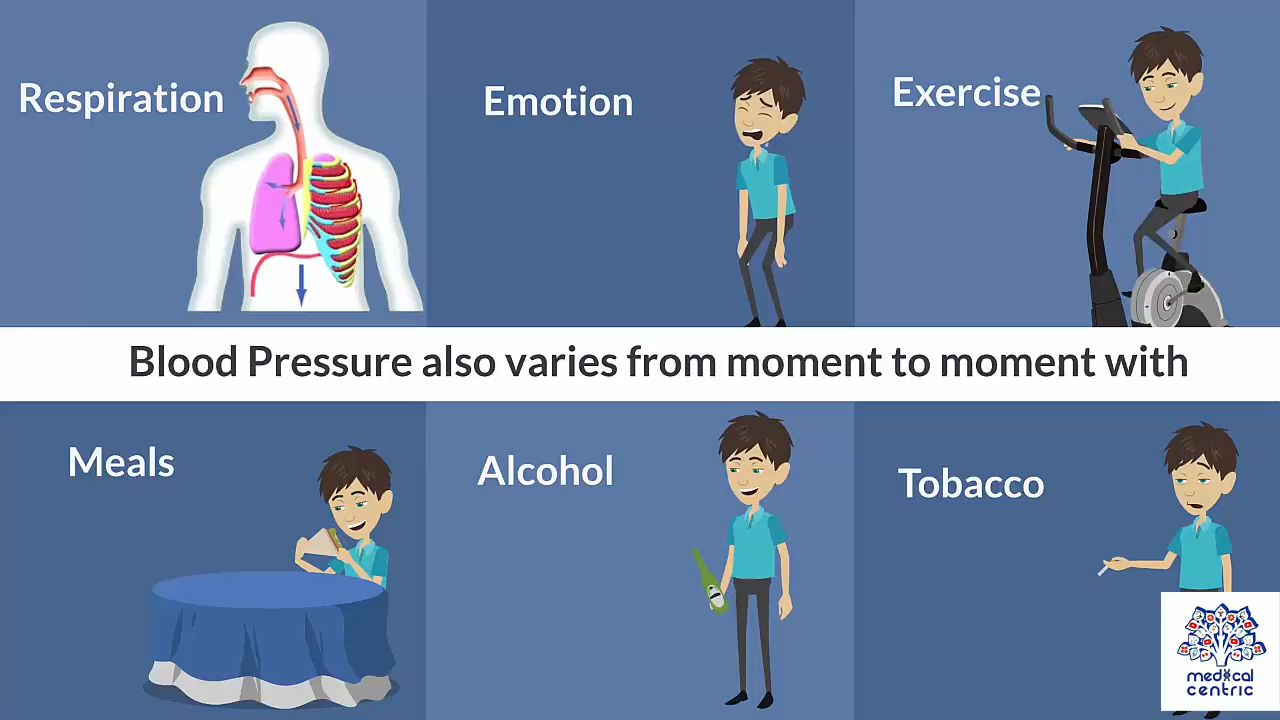 Respiration
Emotion
Exercise
Blood Pressure also varies from moment to moment with
Meals
Alcohol
Tobacco
medical
centric